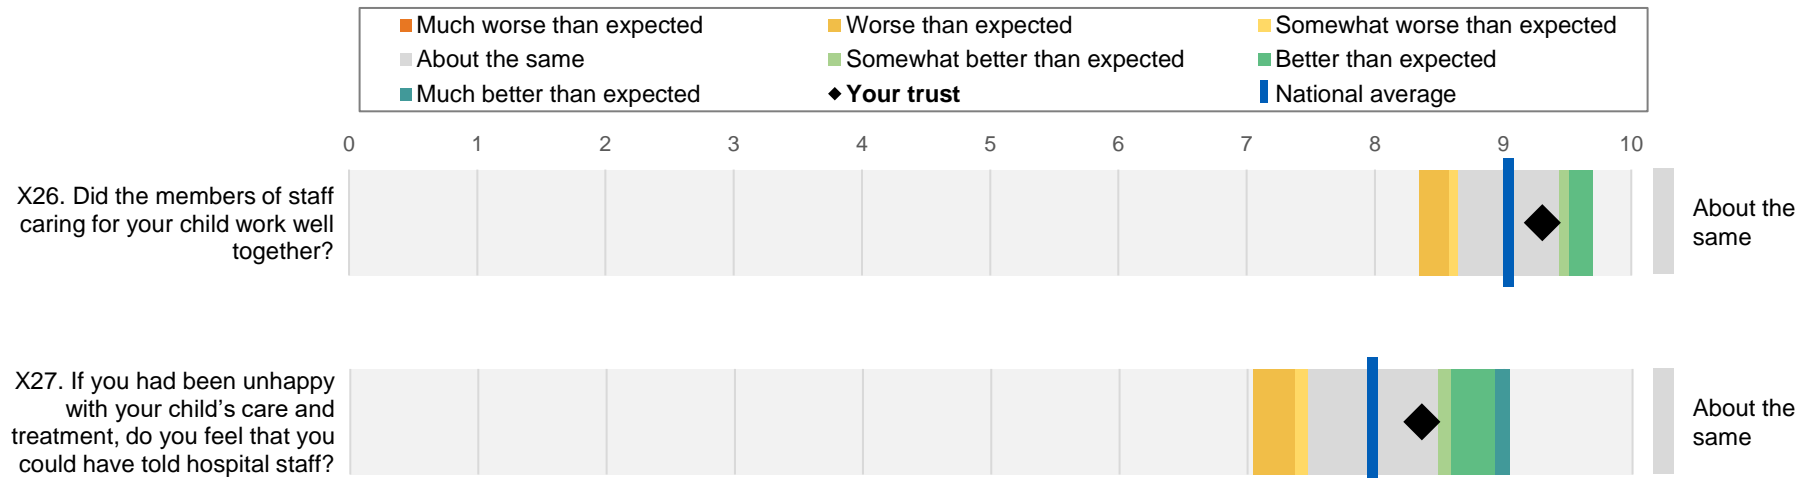 Much worse than expected
Worse than expected
Somewhat worse than expected
About the same
Somewhat better than expected
Better than expected
Much better than expected
Your trust
National average
0 1 2 3 4 5 6 7 8 9 10
X26. Did the members of staff
caring for your child work well
together?
About the
same
X27. If you had been unhappy
with your child’s care and
treatment, do you feel that you
could have told hospital staff?
About the
same